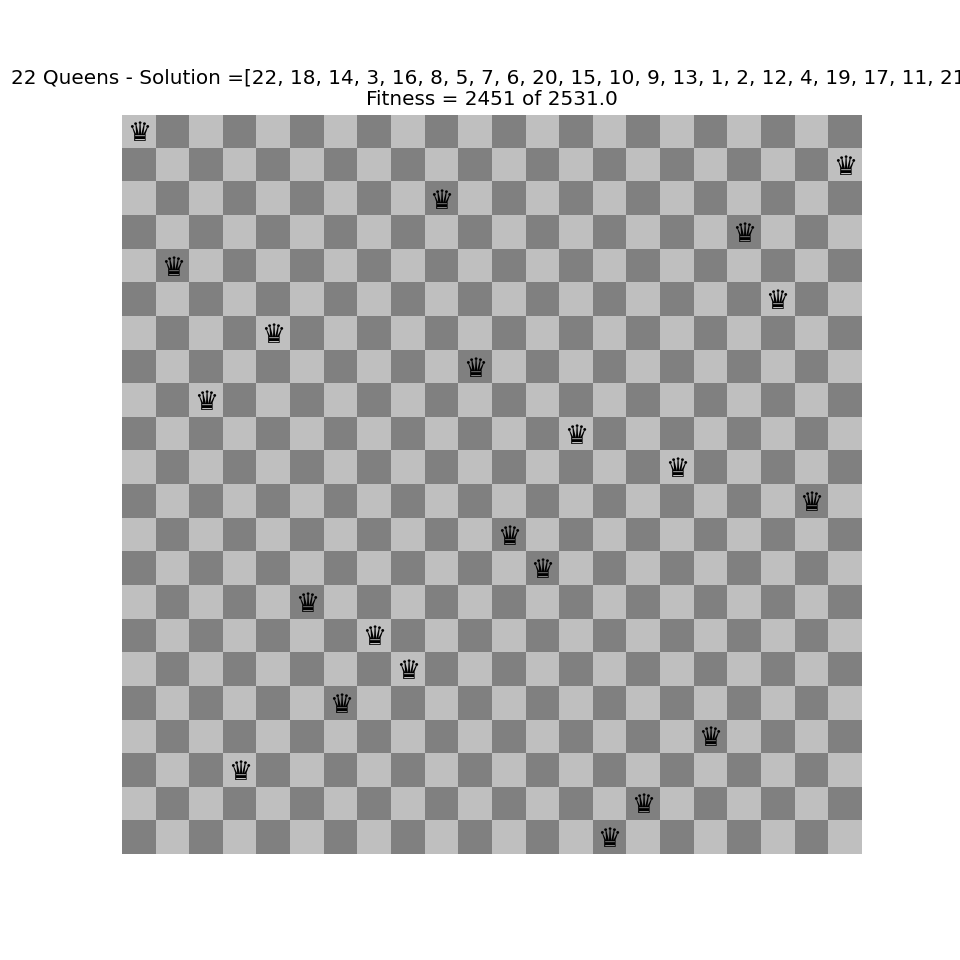 22 Queens - Solution =[22, 18, 14, 3, 16, 8, 5, 7, 6, 20, 15, 10, 9, 13, 1, 2, 12, 4, 19, 17, 11, 21
Fitness = 2451 of 2531.0